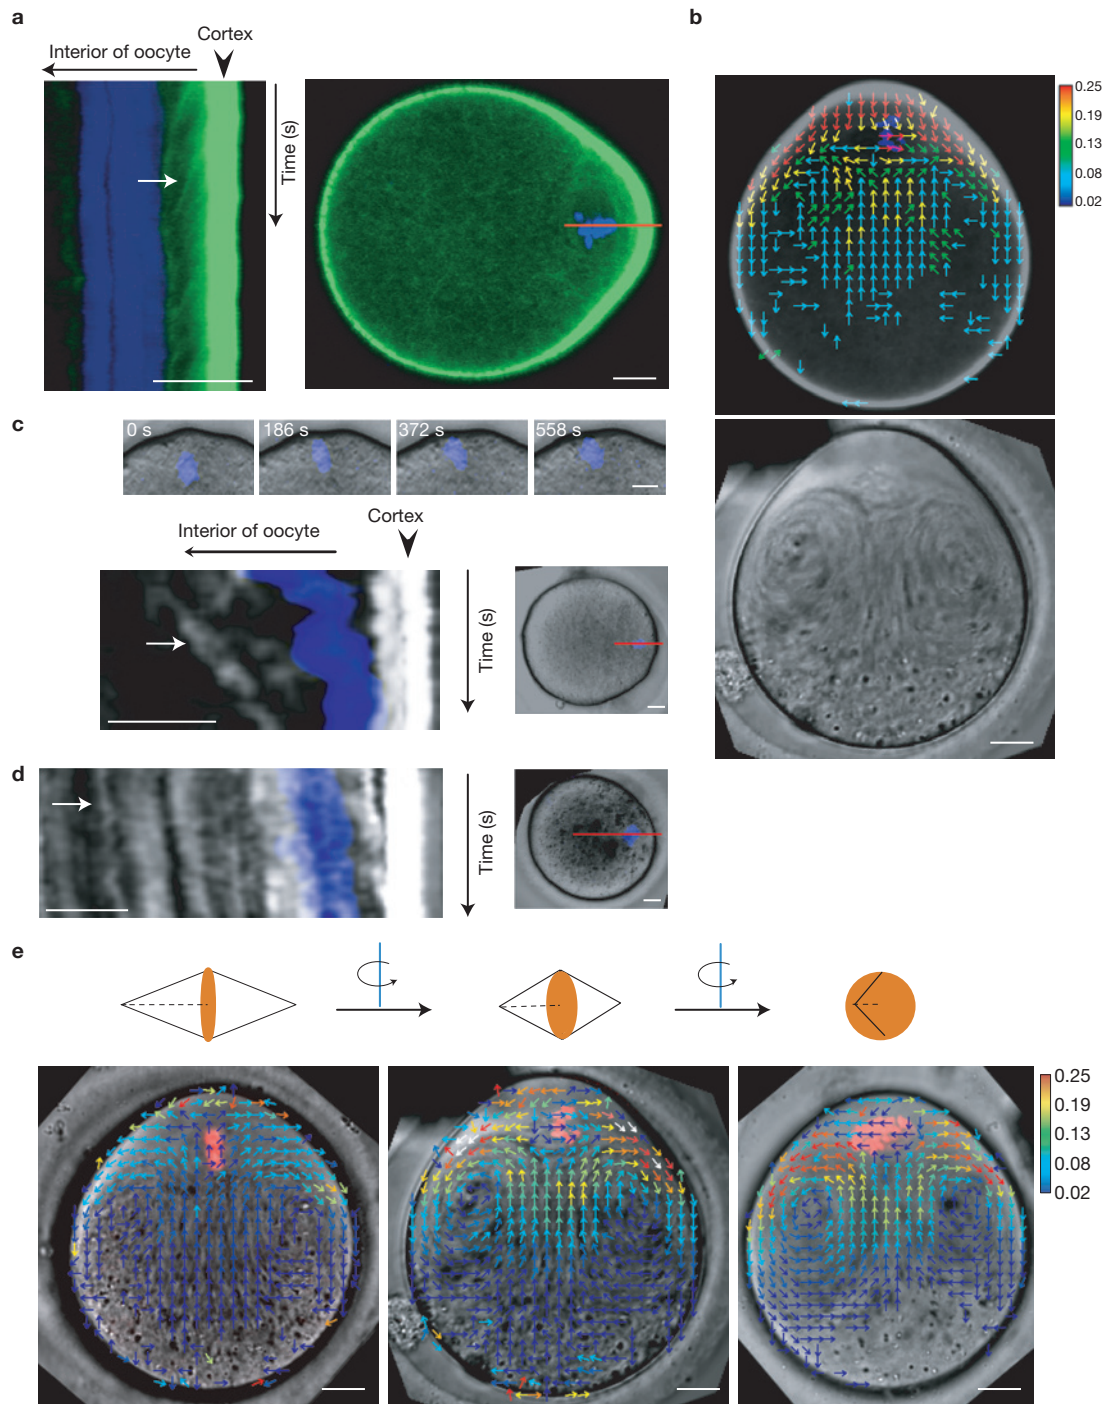 a
Cortex
Interior of oocyte
Time (s)
b
0.25
0.19
0.13
0.08
0.02
c
0 s
186 s
372 s
558 s
Cortex
Interior of oocyte
Time (s)
d
Time (s)
e
0.25
0.19
0.13
0.08
0.02